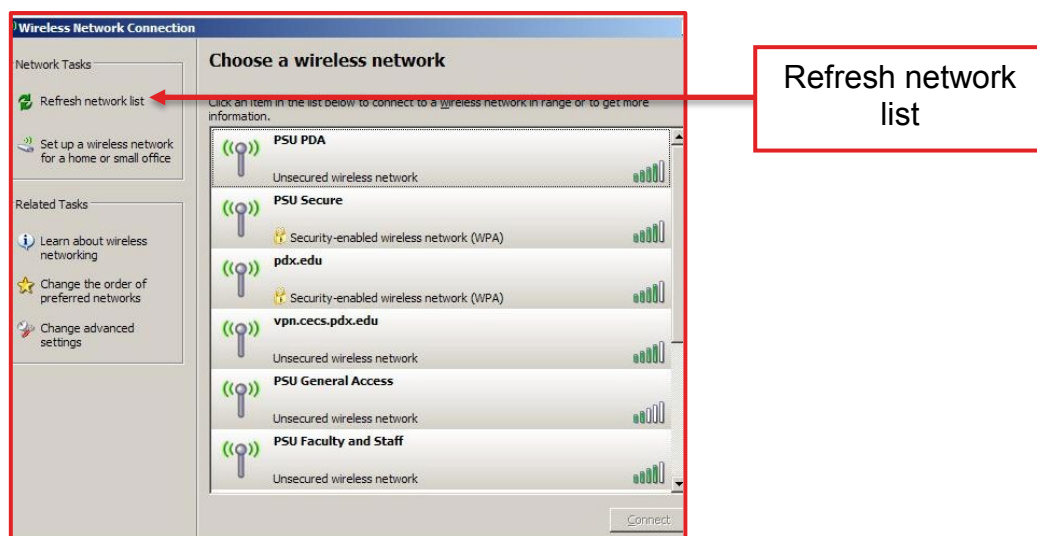 Wireless Network Connection
Network Tasks
Refresh network list
Set up a wireless network
for a home or small office
Related Tasks
Learn about wireless
networking
Change the order of
preferred networks
Change advanced
settings
Choose a wireless network
Click an item in the list below to connect to a wireless network in range or to get more
information.
PSU PDA
Unsecured wireless network
PSU Secure
Security-enabled wireless network (WPA)
pdx.edu
Security-enabled wireless network (WPA)
vpn.cecs.pdx.edu
Unsecured wireless network
PSU General Access
Unsecured wireless network
PSU Faculty and Staff
Unsecured wireless network
Connect
Refresh network
list